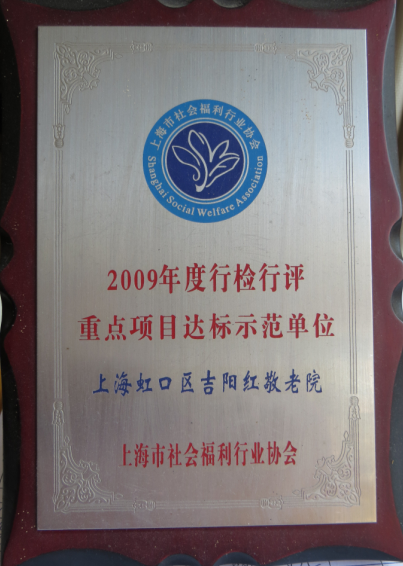 上海市社会福利行业协会
Shanghai Social Welfare Association
2009年度行检行评
重点项目达标示范单位
上海虹口区吉阳红敬老院
上海市社会福利行业协会